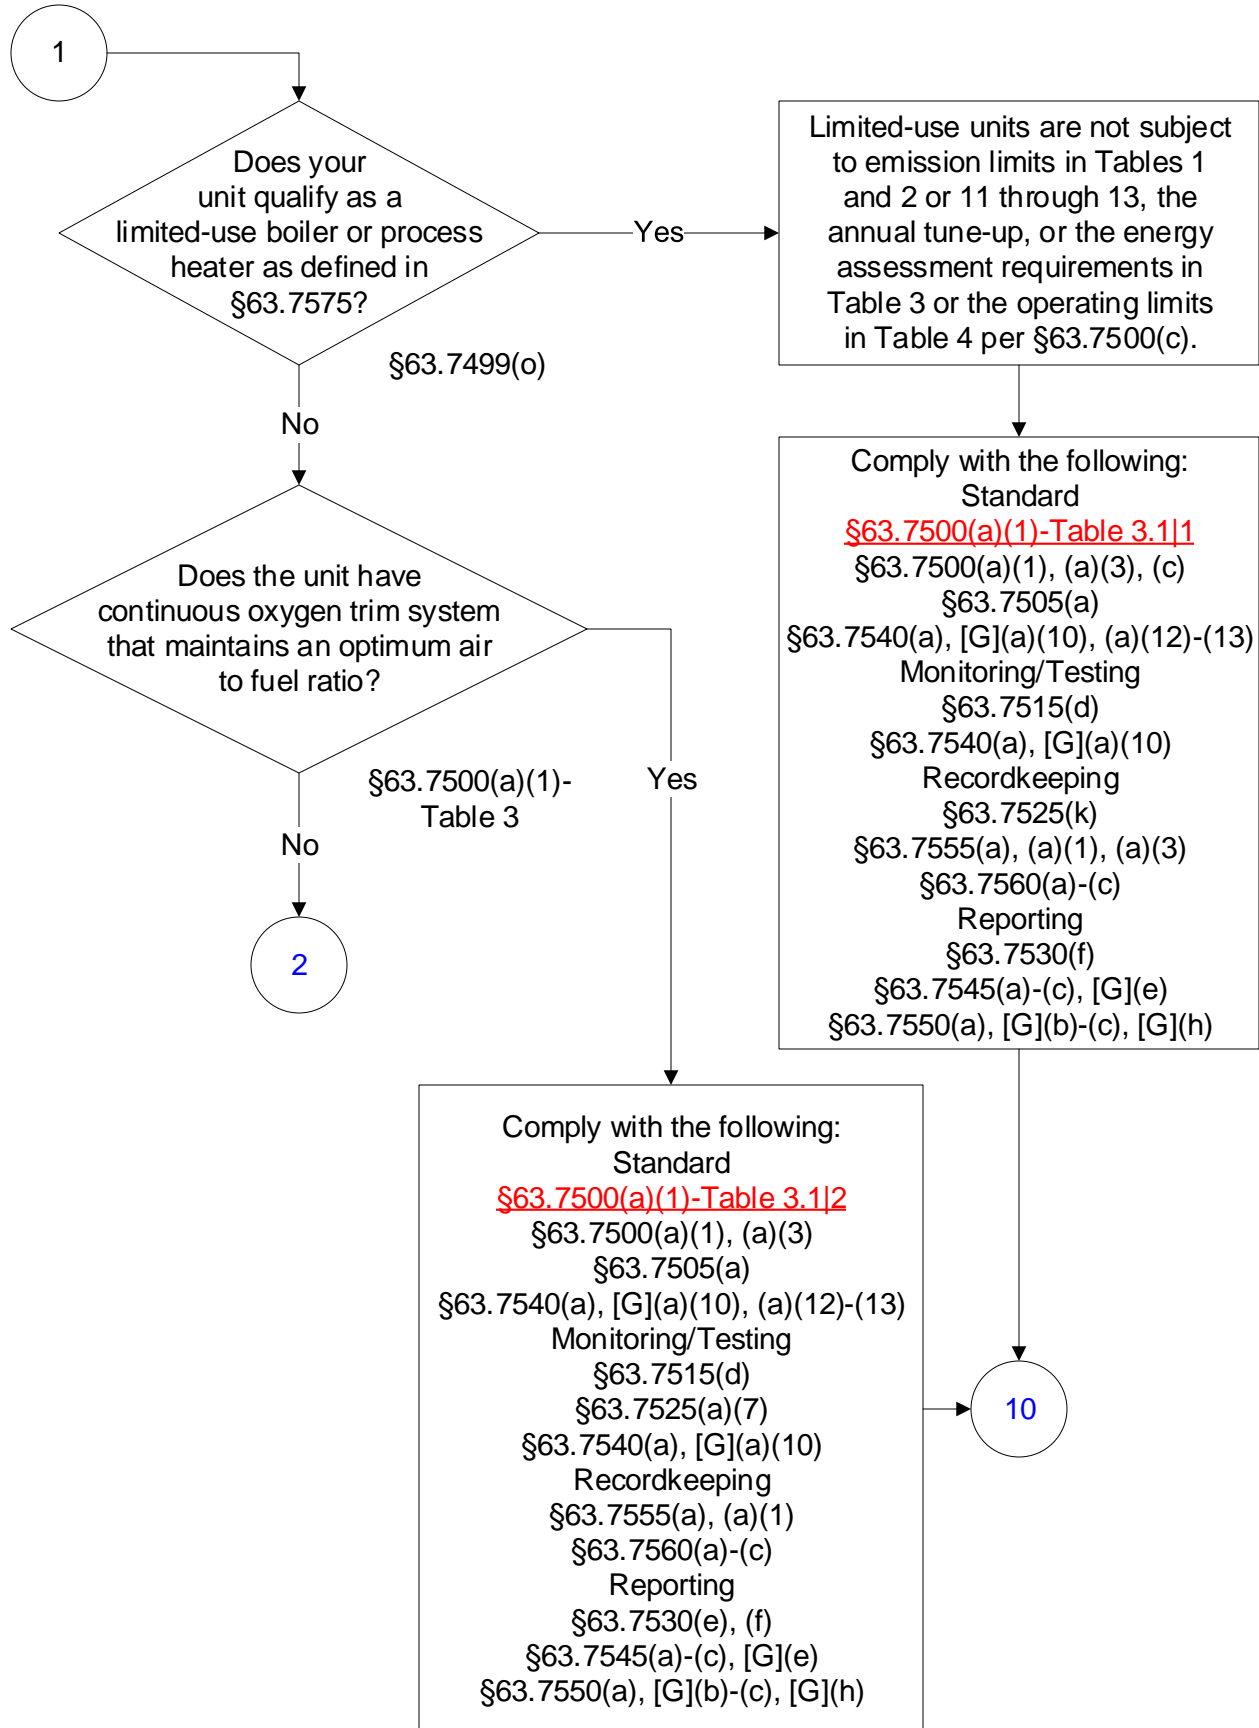 1
Does your
unit qualify as a
limited-use boiler or process
heater as defined in
§63.7575?
Yes
Limited-use units are not subject
to emission limits in Tables 1
and 2 or 11 through 13, the
annual tune-up, or the energy
assessment requirements in
Table 3 or the operating limits
in Table 4 per §63.7500(c).
§63.7499(o)
No
Comply with the following:
Standard
§63.7500(a)(1)-Table 3.1|1
§63.7500(a)(1), (a)(3), (c)
§63.7505(a)
§63.7540(a), [G](a)(10), (a)(12)-(13)
Monitoring/Testing
§63.7515(d)
§63.7540(a), [G](a)(10)
Recordkeeping
§63.7525(k)
§63.7555(a), (a)(1), (a)(3)
§63.7560(a)-(c)
Reporting
§63.7530(f)
§63.7545(a)-(c), [G](e)
§63.7550(a), [G](b)-(c), [G](h)
Does the unit have
continuous oxygen trim system
that maintains an optimum air
to fuel ratio?
§63.7500(a)(1)-
Table 3
Yes
No
2
Comply with the following:
Standard
§63.7500(a)(1)-Table 3.1|2
§63.7500(a)(1), (a)(3)
§63.7505(a)
§63.7540(a), [G](a)(10), (a)(12)-(13)
Monitoring/Testing
§63.7515(d)
§63.7525(a)(7)
§63.7540(a), [G](a)(10)
Recordkeeping
§63.7555(a), (a)(1)
§63.7560(a)-(c)
Reporting
§63.7530(e), (f)
§63.7545(a)-(c), [G](e)
§63.7550(a), [G](b)-(c), [G](h)
10